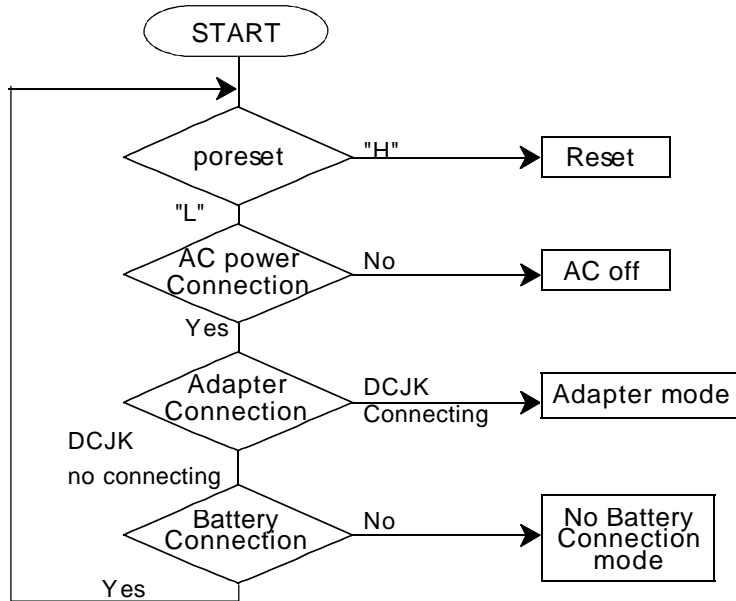 START
poreset
"H"
Reset
"L"
AC power
Connection
No
AC off
Yes
Adapter
Connection
DCJK
Connecting
Adapter mode
DCJK
no connecting
Battery
Connection
No
No Battery
Connection
mode
Yes